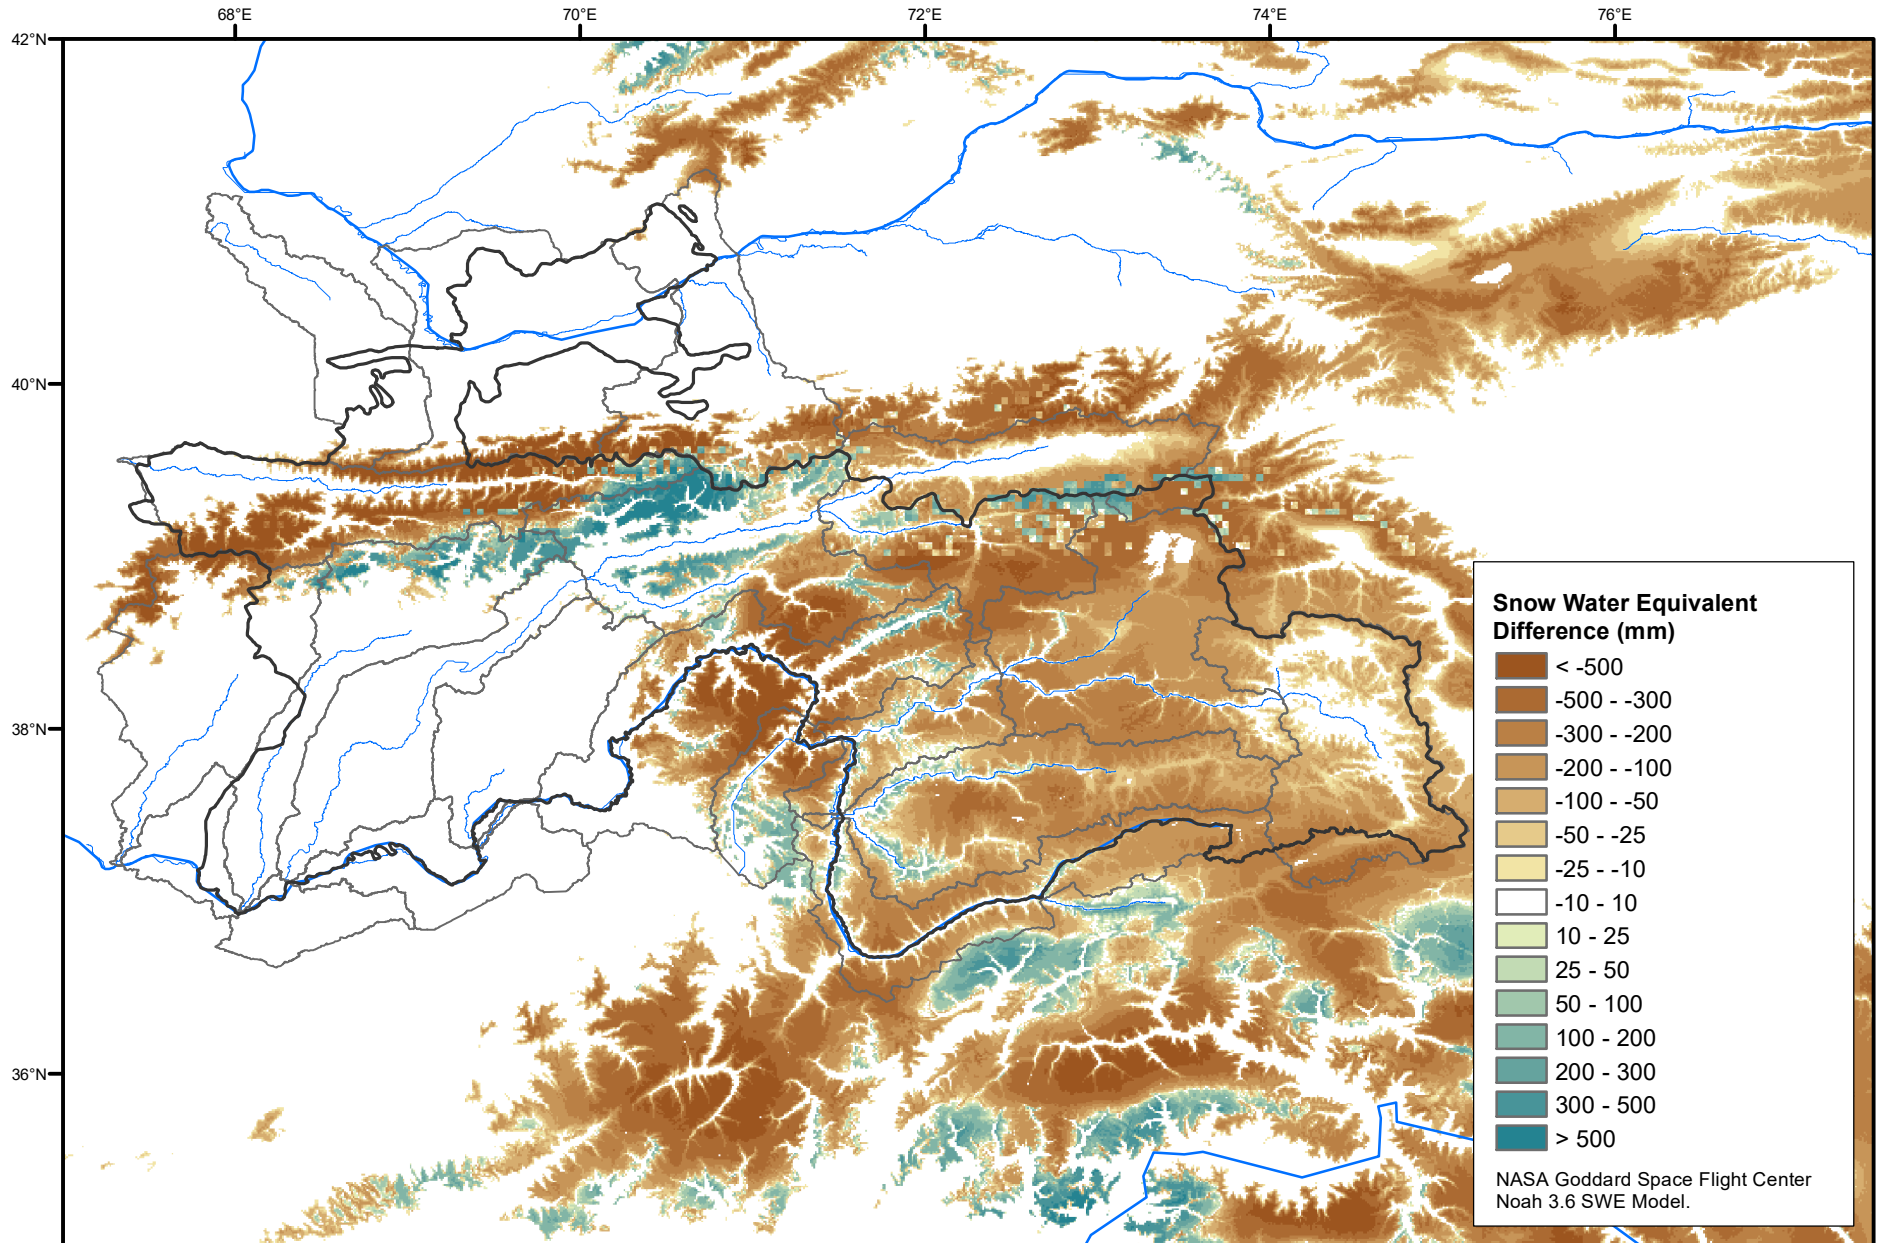 68°E
70°E
72°E
74°E
76°E
42°N
40°N
38°N
36°N
Snow Water Equivalent
Difference (mm)
< -500
-500 - -300
-300 - -200
-200 - -100
-100 - -50
-50 - -25
-25 - -10
-10 - 10
10 - 25
25 - 50
50 - 100
100 - 200
200 - 300
300 - 500
> 500
NASA Goddard Space Flight Center
Noah 3.6 SWE Model.